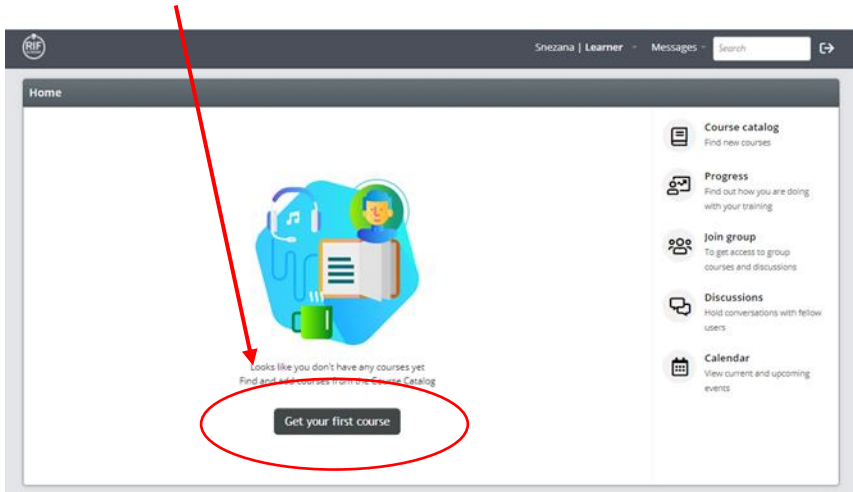 RIF
Snezana | Learner
Messages
Search
Home
Looks like you don't have any courses yet
Find and add courses from the Course Catalog
Get your first course
Course catalog
Find new courses
Progress
Find out how you are doing
with your training
Join group
To get access to group
courses and discussions
Discussions
Hold conversations with fellow
users
Calendar
View current and upcoming
events